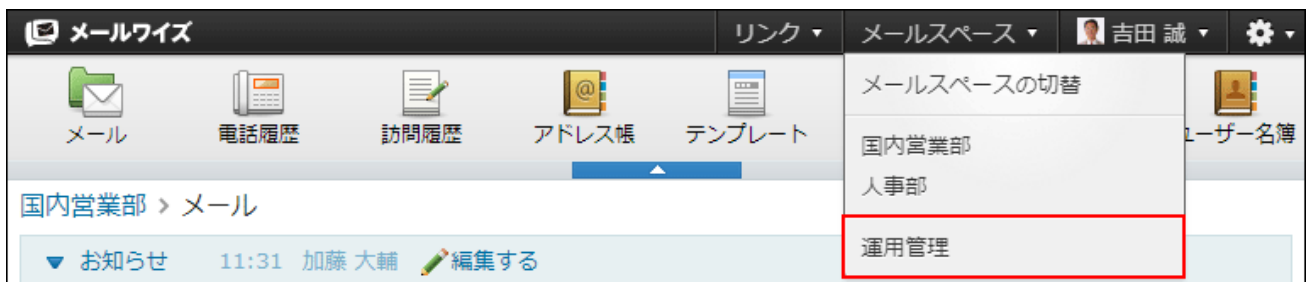 メールワイズ
リンク ▼
メールスペース ▼
吉田 誠 ▼
メール
電話履歴
訪問履歴
アドレス帳
テンプレート
ーザー名簿
メールスペースの切替
国内営業部
人事部
運用管理
国内営業部 > メール
▼ お知らせ 11:31 加藤 大輔 編集する